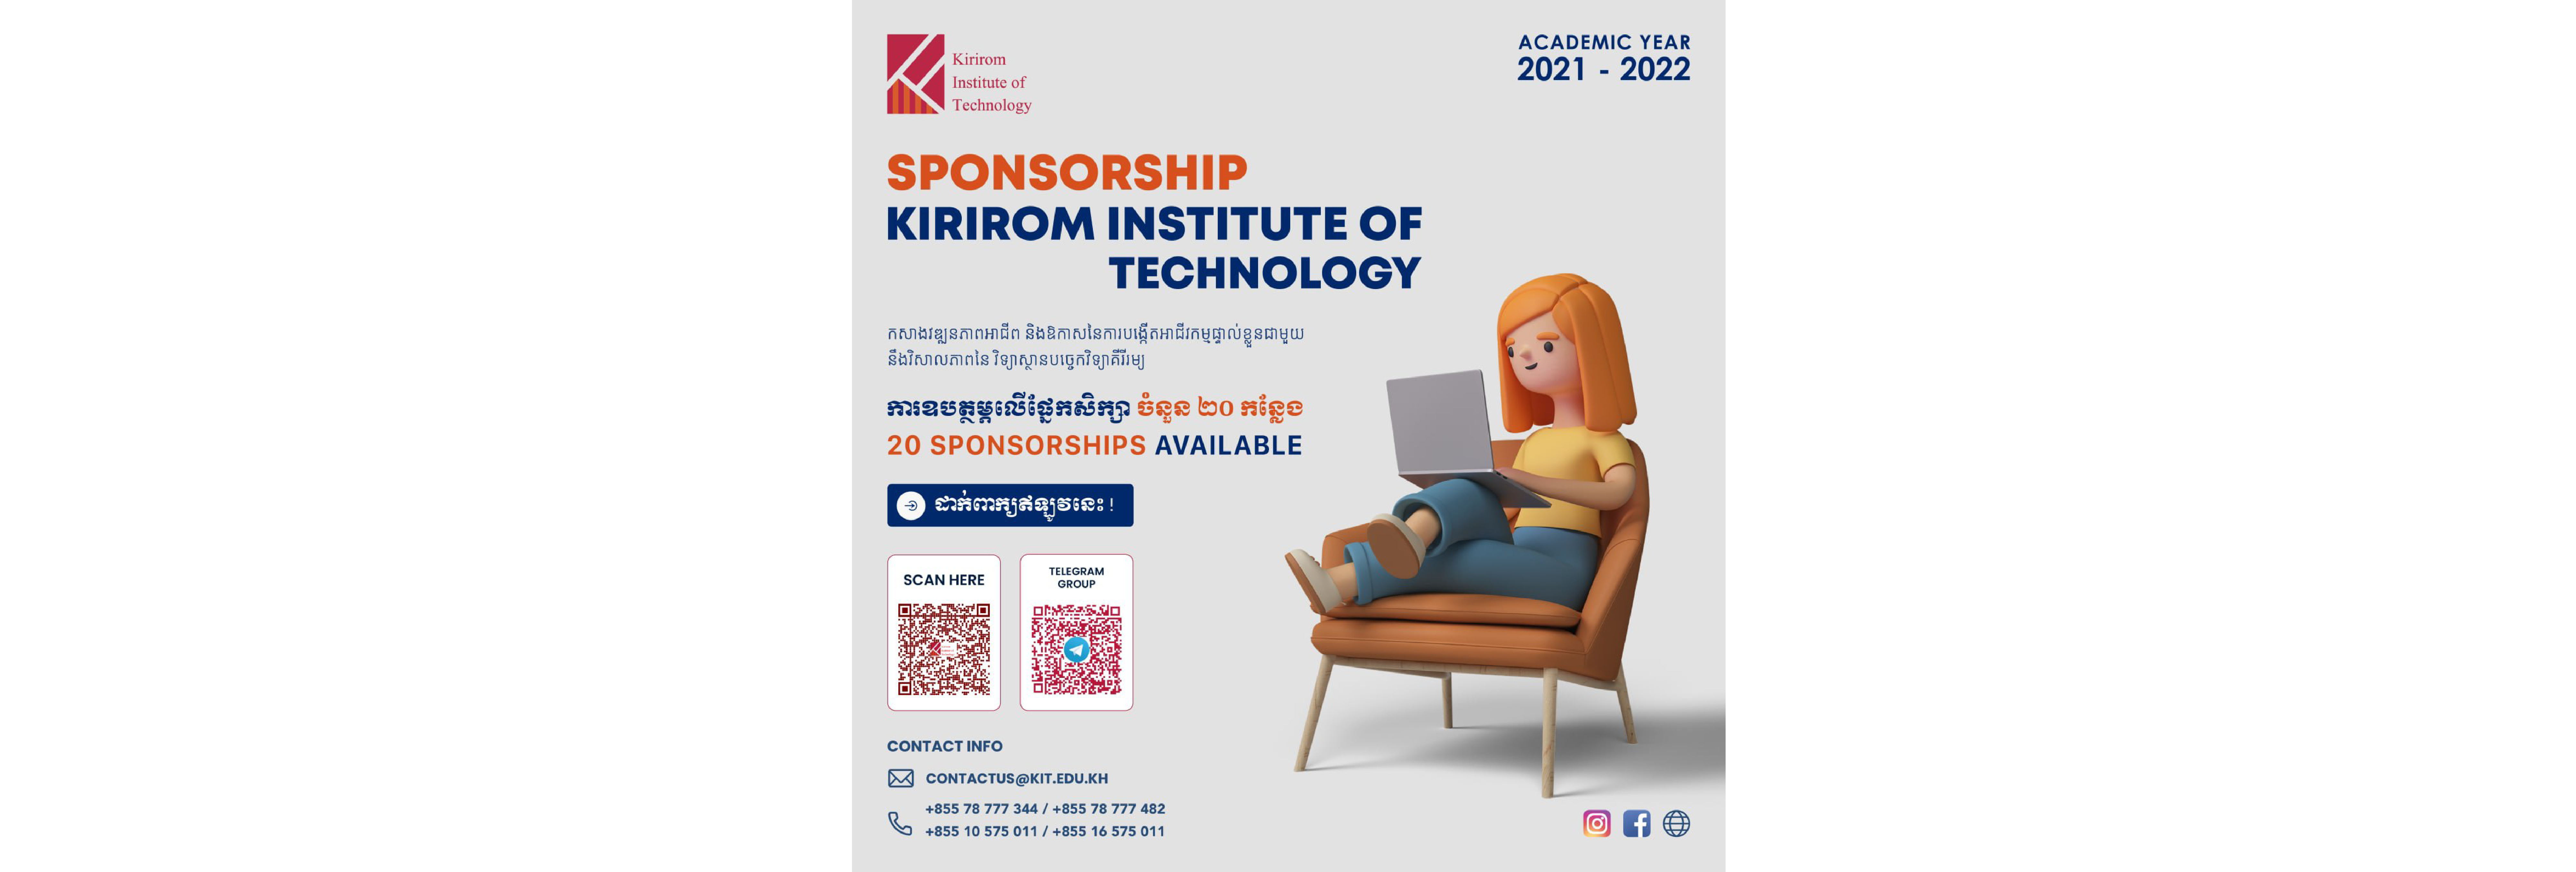 Kirirom
Institute of
Technology
ACADEMIC YEAR
2021 - 2022
SPONSORSHIP
KIRIROM INSTITUTE OF
TECHNOLOGY
កសាងវឌ្ឍនភាពអាជីព និងឱកាសនៃការបង្កើតអាជីវកម្មផ្ទាល់ខ្លួនជាមួយ
នឹងវិសាលភាពនៃ វិទ្យាស្ថានបច្ចេកវិទ្យាគីរីរម្យ
ការឧបត្ថម្ភលើផ្នែកសិក្សា ចំនួន ២០ កន្លែង
20 SPONSORSHIPS AVAILABLE
ដាក់ពាក្យឥឡូវនេះ !
SCAN HERE
TELEGRAM
GROUP
CONTACT INFO
CONTACTUS@KIT.EDU.KH
+855 78 777 344 / +855 78 777 482
+855 10 575 011 / +855 16 575 011